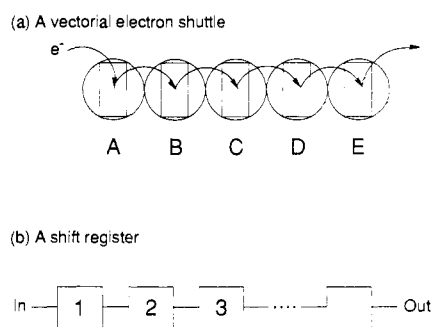 (a) A vectorial electron shuttle
e-
A B C D E
(b) A shift register
In 1 2 3 .... Out